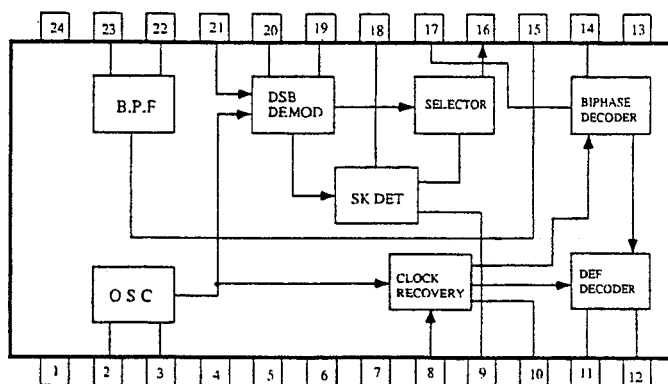 24 23 22 21 20 19 18 17 16 15 14 13
B.P.F
DSB
DEMOD
SELECTOR
BIPHASE
DECODER
SK DET
OSC
CLOCK
RECOVERY
DEF
DECODER
1 2 3 4 5 6 7 8 9 10 11 12